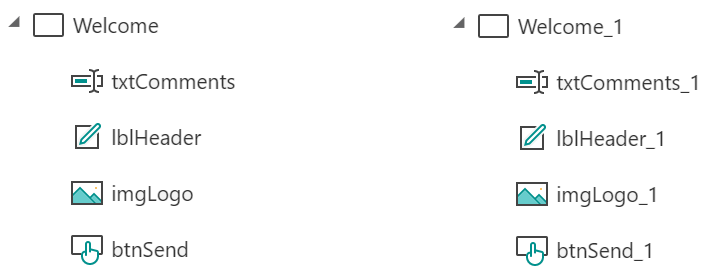 Welcome
txtComments
lblHeader
imgLogo
btnSend
Welcome_1
txtComments_1
lblHeader_1
imgLogo_1
btnSend_1